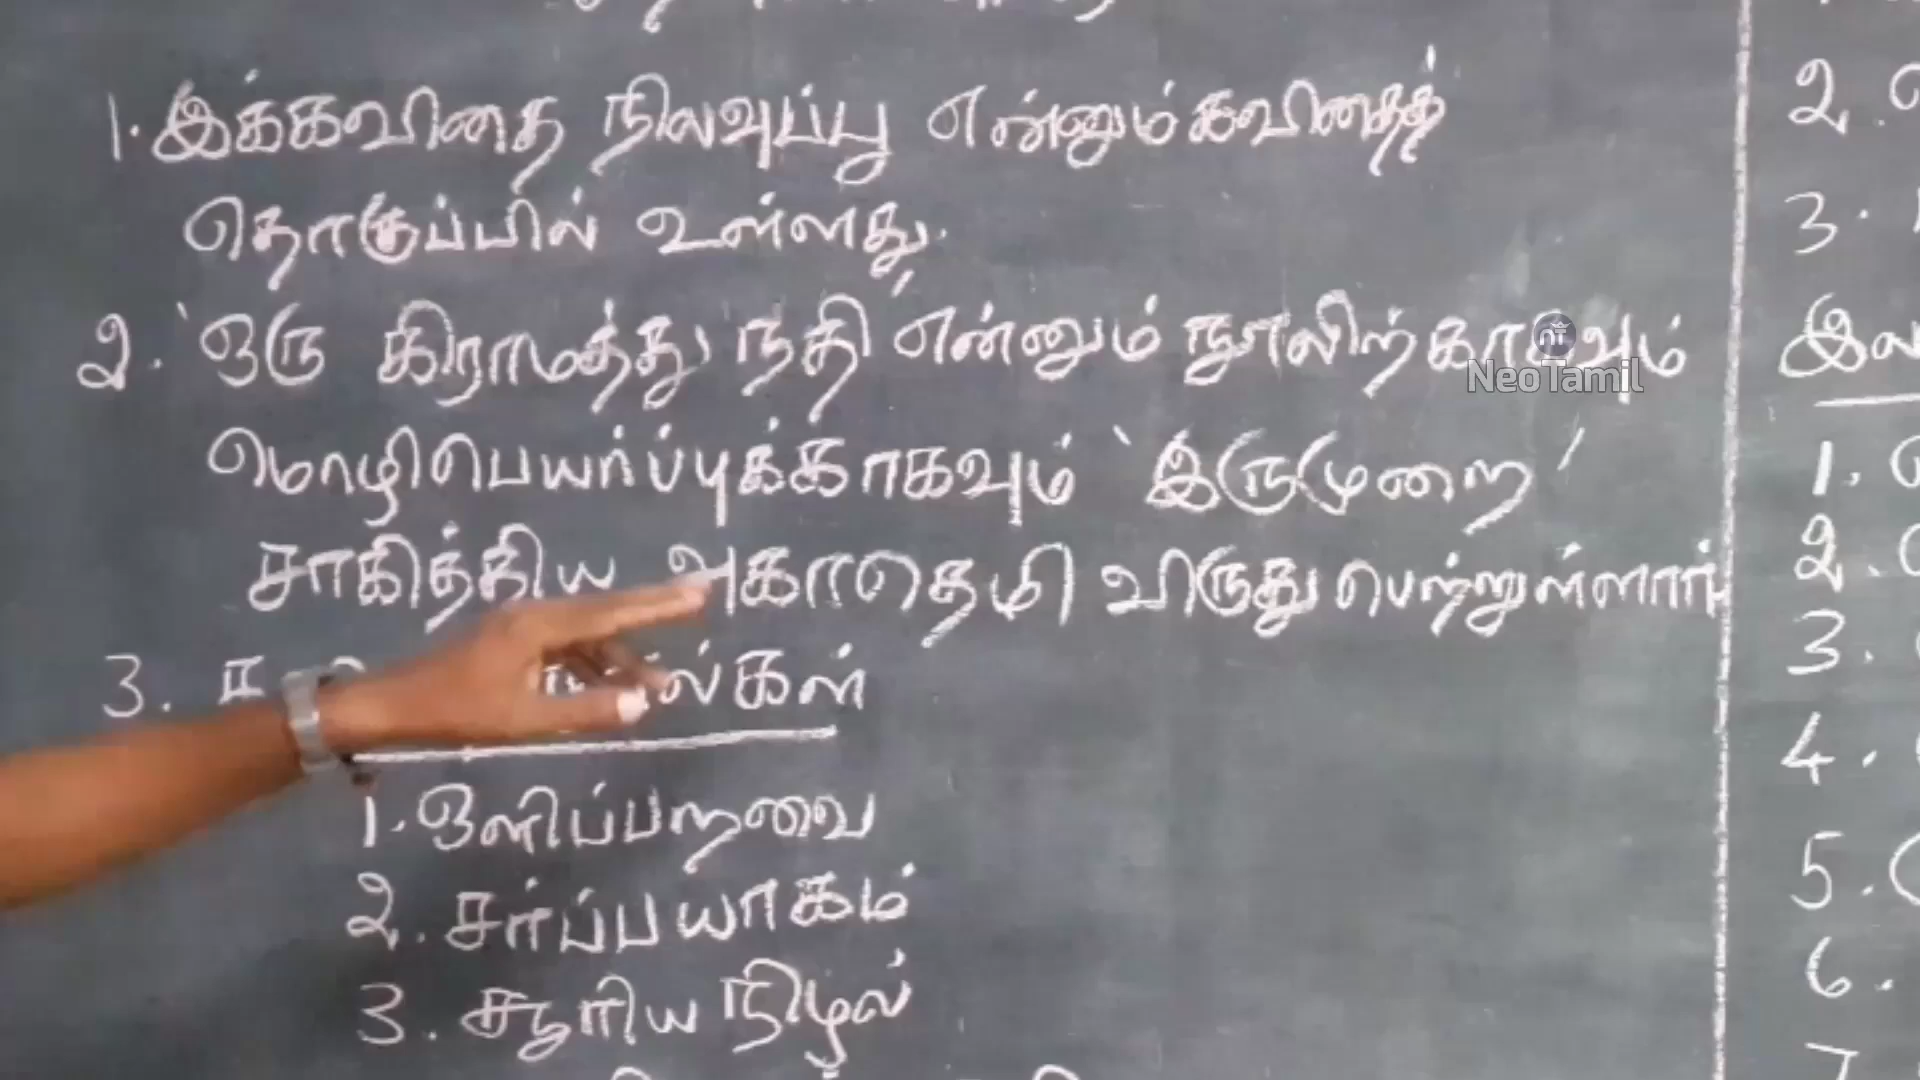 1. இக்கவிதை நிலவுப்பு என்னும் கவிதைத்
தொகுப்பில் உள்ளது.
2. 'ஒரு கிராமத்து நதி' என்னும் நூலிற்காகவும்
மொழிபெயர்ப்புக்காகவும் 'இருமுறை'
சாகித்திய அகாதெமி விருது பெற்றுள்ளார்
3.
1. ஒளிப்பறவை
2. சர்ப்பயாகம்
3. சூரிய நிழல்
2.
3.
1.
2.
3.
4.
5.
6.
7
NeoTamil